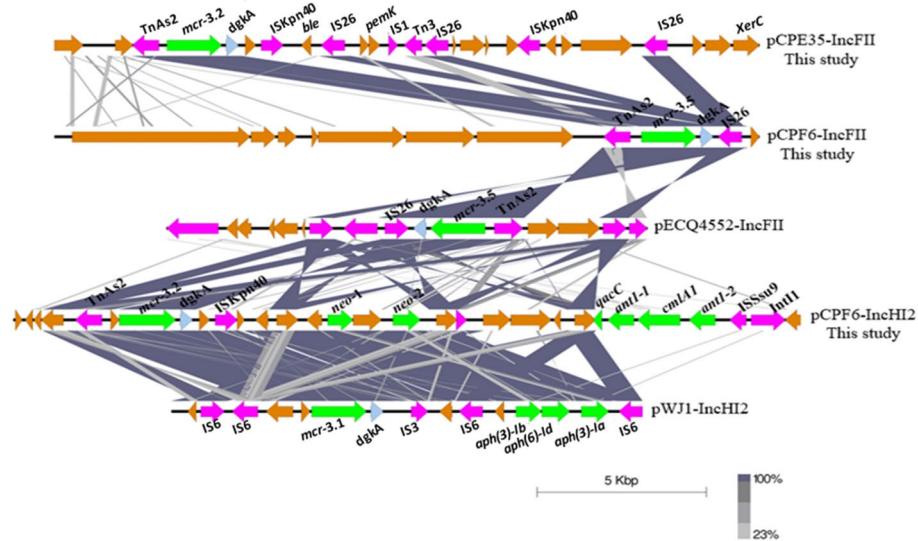 TnAs2 mcr-3.2 dgkA ISKpn40 ble IS26 pemK IS1 Tn3 IS26 ISKpn40 IS26 XerC
pCPE35-IncFII
This study
TnAs2 mcr-3.5 dgkA IS26
pCPF6-IncFII
This study
IS26 dgkA mcr-3.5 TnAs2
pECQ4552-IncFII
TnAs2 mcr-3.2 dgkA ISKpn40 neo-1 neo-2 qacC ant1-1 cmlA1 ant1-2 ISSsu9 IntI1
pCPF6-IncHI2
This study
pWJ1-IncHI2
IS6 IS6 mcr-3.1 dgkA IS3 IS6 aph(3)-Ib aph(6)-Id aph(3)-Ia IS6
5 Kbp
100%
23%